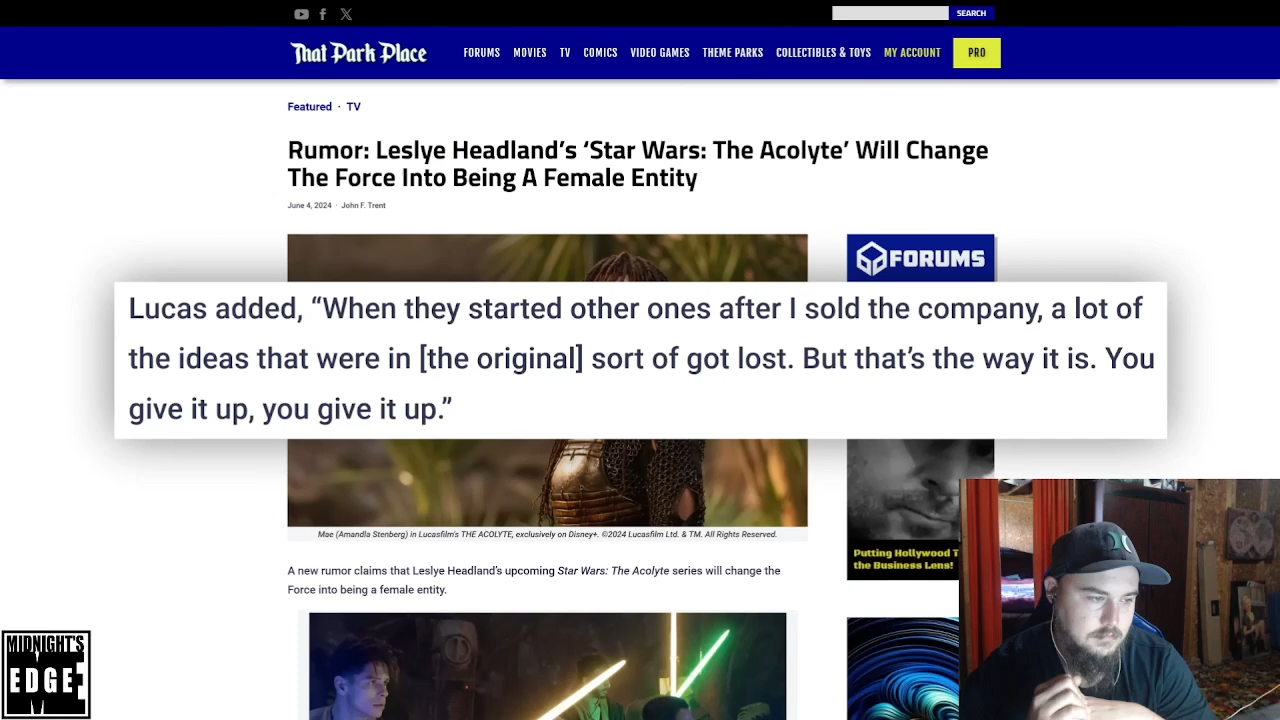 SEARCH
That Park Place
FORUMS MOVIES TV COMICS VIDEO GAMES THEME PARKS COLLECTIBLES & TOYS MY ACCOUNT PRO
Featured · TV
Rumor: Leslye Headland’s ‘Star Wars: The Acolyte’ Will Change
The Force Into Being A Female Entity
June 4, 2024 · John F. Trent
FORUMS
Lucas added, “When they started other ones after I sold the company, a lot of
the ideas that were in [the original] sort of got lost. But that’s the way it is. You
give it up, you give it up.”
Mae (Amandla Stenberg) in Lucasfilm's THE ACOLYTE, exclusively on Disney+. ©2024 Lucasfilm Ltd. & TM. All Rights Reserved.
Putting Hollywood T
the Business Lens!
A new rumor claims that Leslye Headland’s upcoming Star Wars: The Acolyte series will change the
Force into being a female entity.
MIDNIGHT'S
EDGE